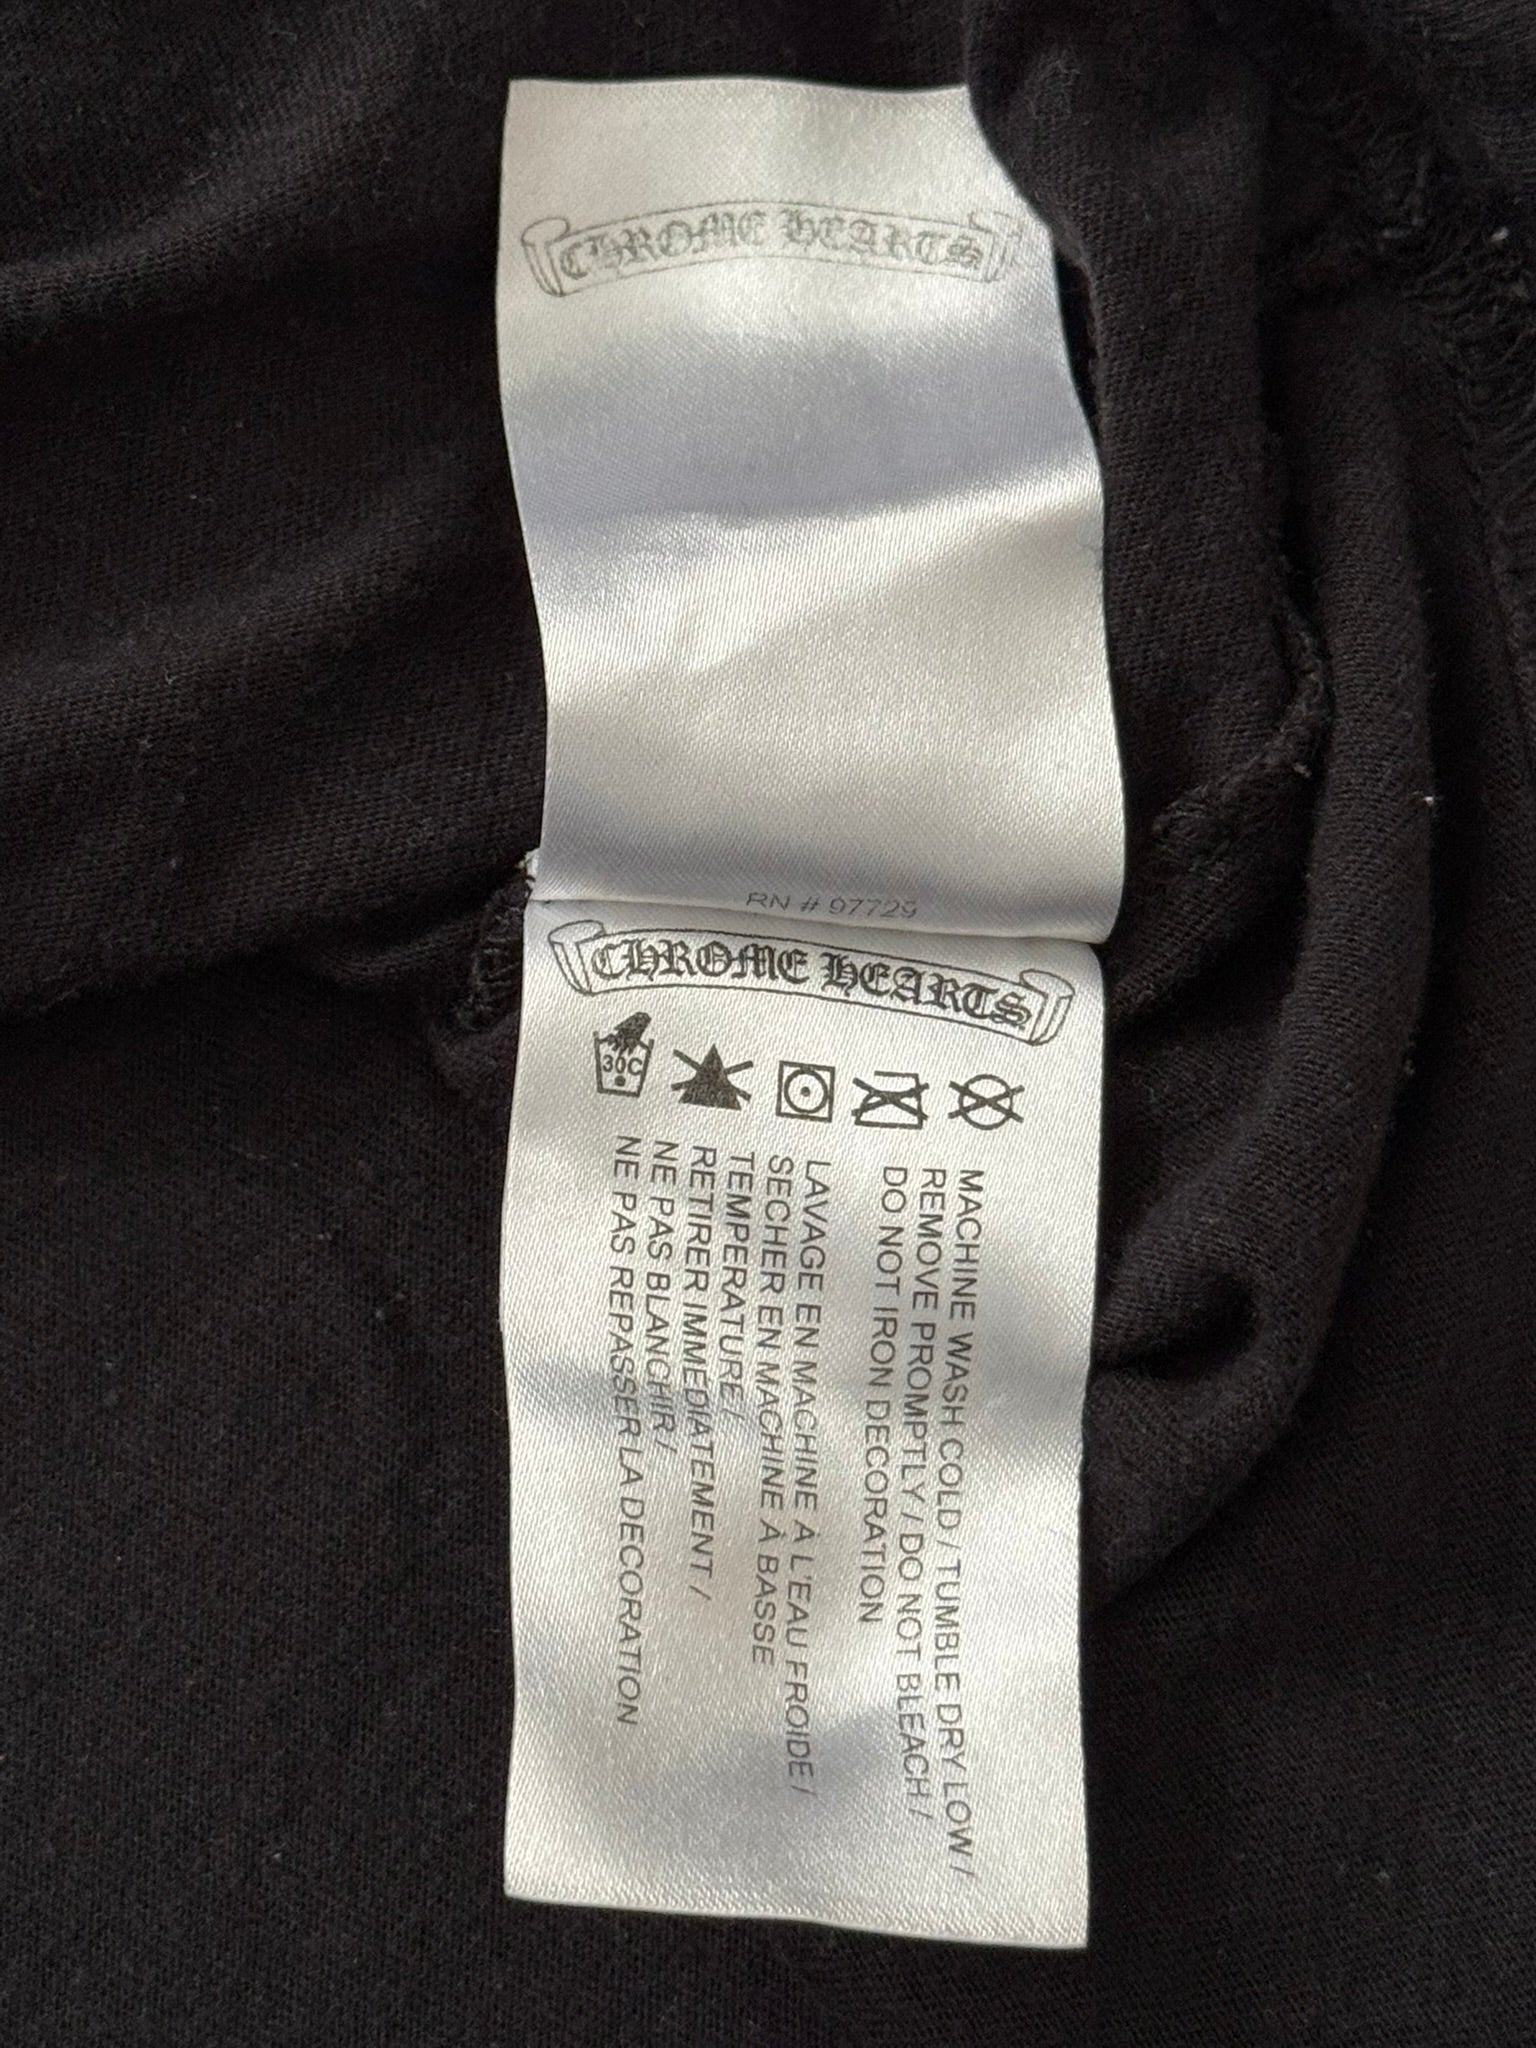 CHROME HEARTS
RN # 97729
CHROME HEARTS
30C
MACHINE WASH COLD / TUMBLE DRY LOW /
REMOVE PROMPTLY / DO NOT BLEACH /
DO NOT IRON DECORATION
LAVAGE EN MACHINE À L'EAU FROIDE /
SECHER EN MACHINE À BASSE
TEMPERATURE /
RETIRER IMMEDIATEMENT /
NE PAS BLANCHIR /
NE PAS REPASSER LA DECORATION